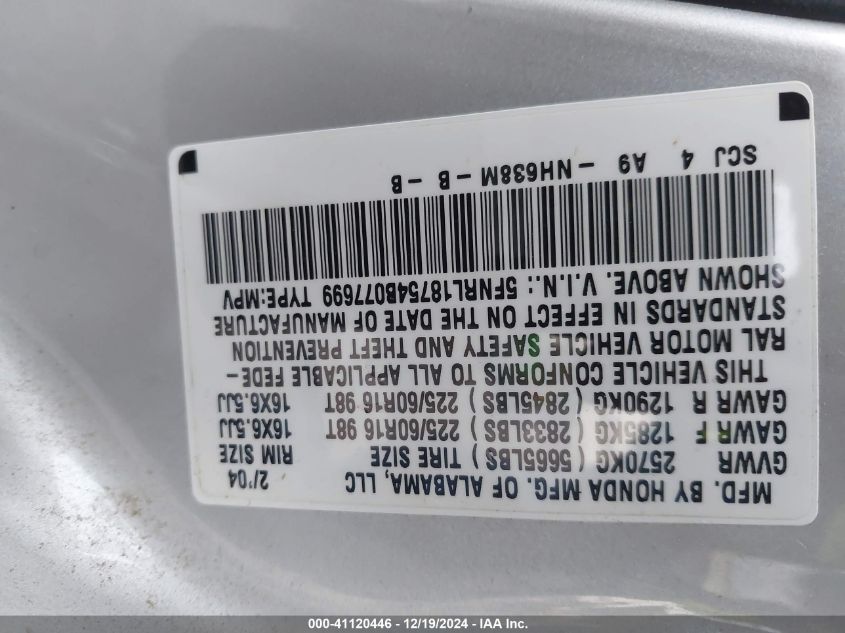 MFD. BY HONDA MFG. OF ALABAMA, LLC 2/'04
GVWR 2570KG ( 5665LBS ) TIRE SIZE RIM SIZE
GAWR F 1285KG ( 2833LBS ) 225/60R16 98T 16X6.5JJ
GAWR R 1290KG ( 2845LBS ) 225/60R16 98T 16X6.5JJ
THIS VEHICLE CONFORMS TO ALL APPLICABLE FEDE-
RAL MOTOR VEHICLE SAFETY AND THEFT PREVENTION
STANDARDS IN EFFECT ON THE DATE OF MANUFACTURE
SHOWN ABOVE. V.I.N.: 5FNRL18754B077699 TYPE:MPV
SCJ 4 A9 - NH638M - B - B
000-41120446 - 12/19/2024 - IAA Inc.